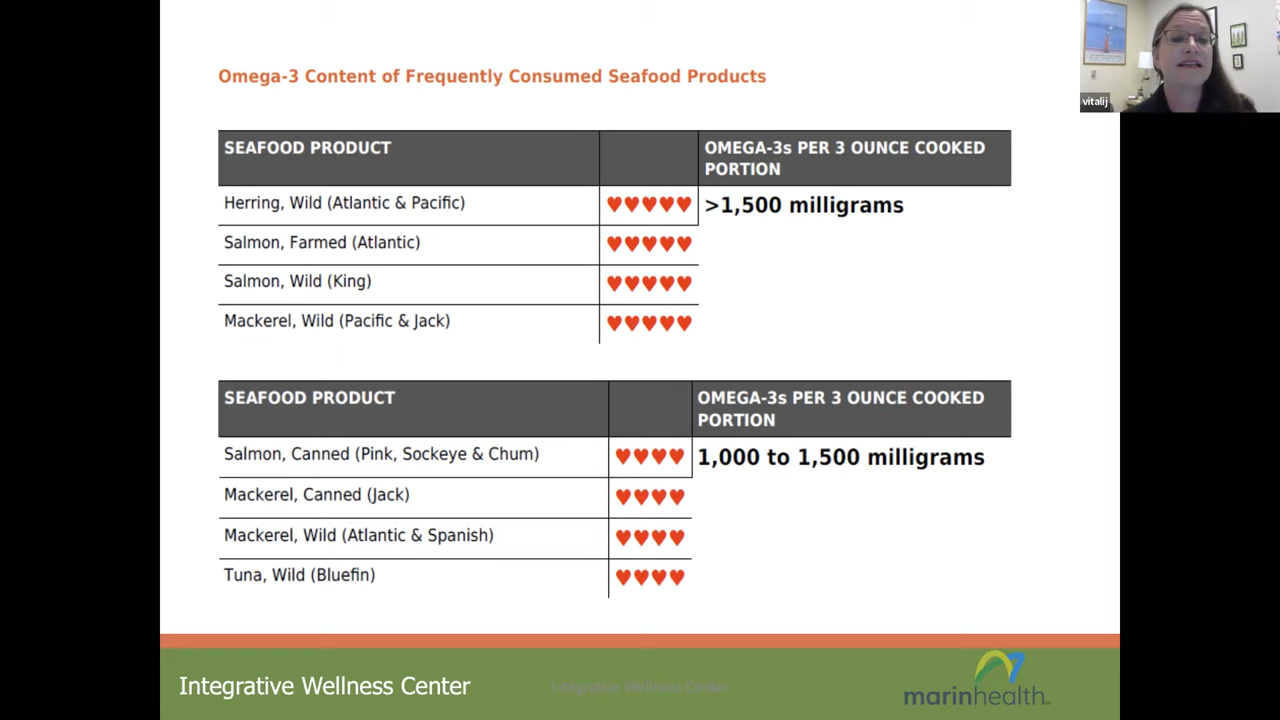 vitalij
Omega-3 Content of Frequently Consumed Seafood Products
SEAFOOD PRODUCT
OMEGA-3s PER 3 OUNCE COOKED
PORTION
Herring, Wild (Atlantic & Pacific)
♥♥♥♥♥
>1,500 milligrams
Salmon, Farmed (Atlantic)
♥♥♥♥♥
Salmon, Wild (King)
♥♥♥♥♥
Mackerel, Wild (Pacific & Jack)
♥♥♥♥♥
SEAFOOD PRODUCT
OMEGA-3s PER 3 OUNCE COOKED
PORTION
Salmon, Canned (Pink, Sockeye & Chum)
♥♥♥♥
1,000 to 1,500 milligrams
Mackerel, Canned (Jack)
♥♥♥♥
Mackerel, Wild (Atlantic & Spanish)
♥♥♥♥
Tuna, Wild (Bluefin)
♥♥♥♥
Integrative Wellness Center
Integrative Wellness Center
marinhealth